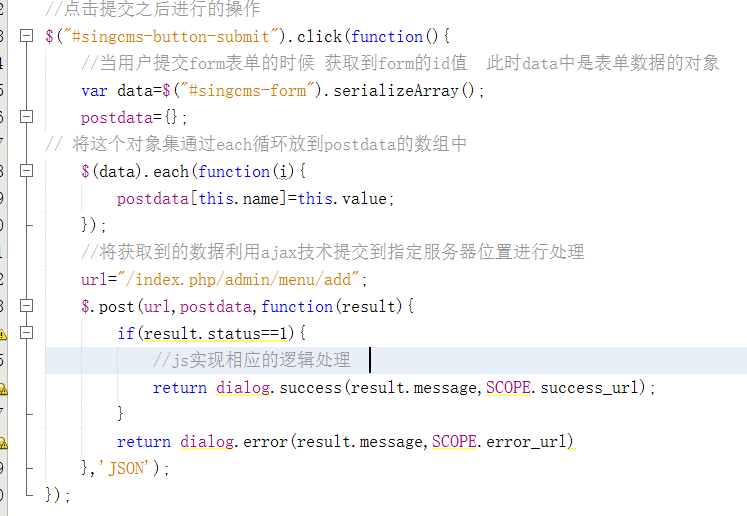 //点击提交之后进行的操作
$("#singcms-button-submit").click(function(){
//当用户提交form表单的时候 获取到form的id值 此时data中是表单数据的对象
var data=$("#singcms-form").serializeArray();
postdata={};
// 将这个对象集通过each循环放到postdata的数组中
$(data).each(function(i){
postdata[this.name]=this.value;
});
//将获取到的数据利用ajax技术提交到指定服务器位置进行处理
url="/index.php/admin/menu/add";
$.post(url,postdata,function(result){
if(result.status==1){
//js实现相应的逻辑处理
return dialog.success(result.message,SCOPE.success_url);
}
return dialog.error(result.message,SCOPE.error_url)
},'JSON');
});